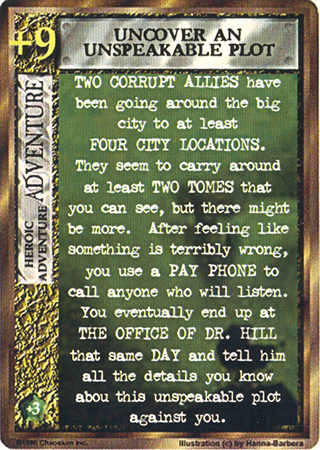 +9
UNCOVER AN
UNSPEAKABLE PLOT
HEROIC
ADVENTURE
ADVENTURE
TWO CORRUPT ALLIES have
been going around the big
city to at least
FOUR CITY LOCATIONS.
They seem to carry around
at least TWO TOMES that
you can see, but there might
be more. After feeling like
something is terribly wrong,
you use a PAY PHONE to
call anyone who will listen.
You eventually end up at
THE OFFICE OF DR. HILL
that same DAY and tell him
all the details you know
abou this unspeakable plot
against you.
+3
©1996 Chaosium Inc.
Illustration (c) by Hanna-Barbera